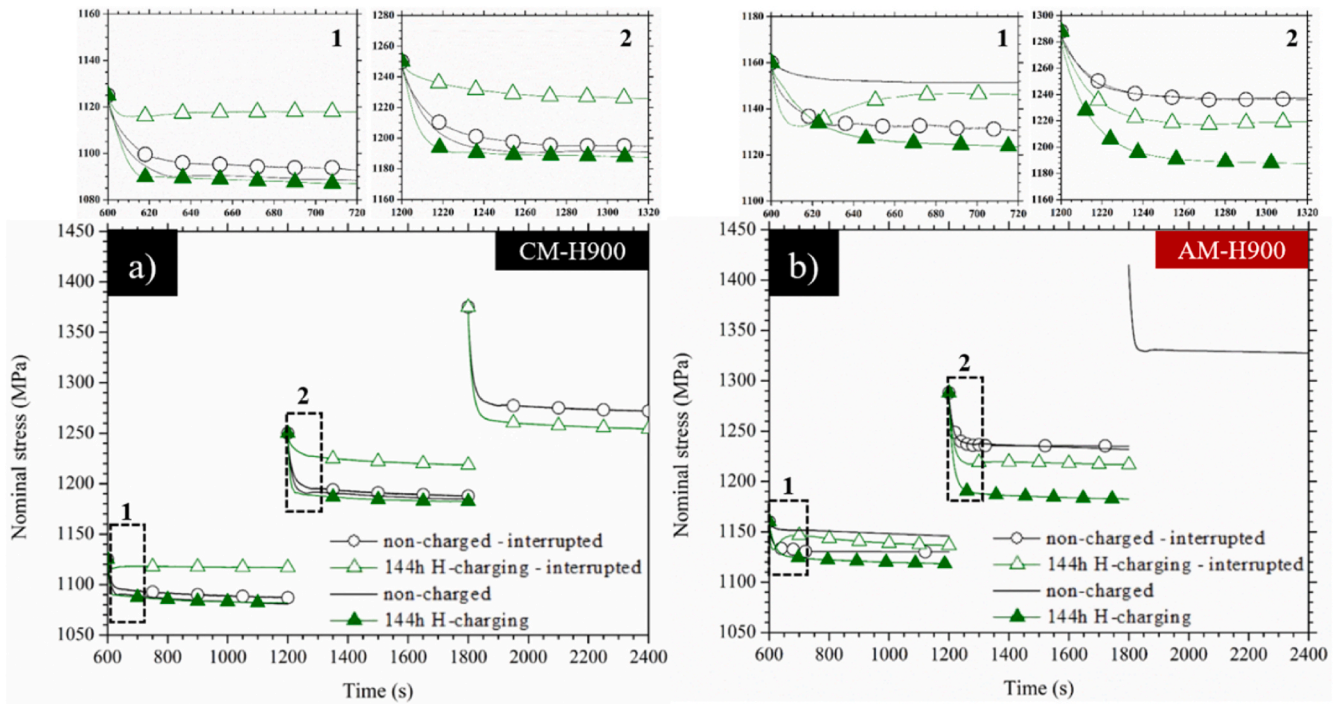 1
1160
1140
1120
1100
1080
600 620 640 660 680 700 720
2
1280
1260
1240
1220
1200
1180
1160
1200 1220 1240 1260 1280 1300 1320
1
1180
1160
1140
1120
1100
600 620 640 660 680 700 720
2
1300
1280
1260
1240
1220
1200
1180
1160
1200 1220 1240 1260 1280 1300 1320
a)
CM-H900
Nominal stress (MPa)
1450
1400
1350
1300
1250
1200
1150
1100
1050
1
2
non-charged - interrupted
144h H-charging - interrupted
non-charged
144h H-charging
600 800 1000 1200 1400 1600 1800 2000 2200 2400
Time (s)
b)
AM-H900
Nominal stress (MPa)
1450
1400
1350
1300
1250
1200
1150
1100
1050
1
2
non-charged - interrupted
144h H-charging - interrupted
non-charged
144h H-charging
600 800 1000 1200 1400 1600 1800 2000 2200 2400
Time (s)